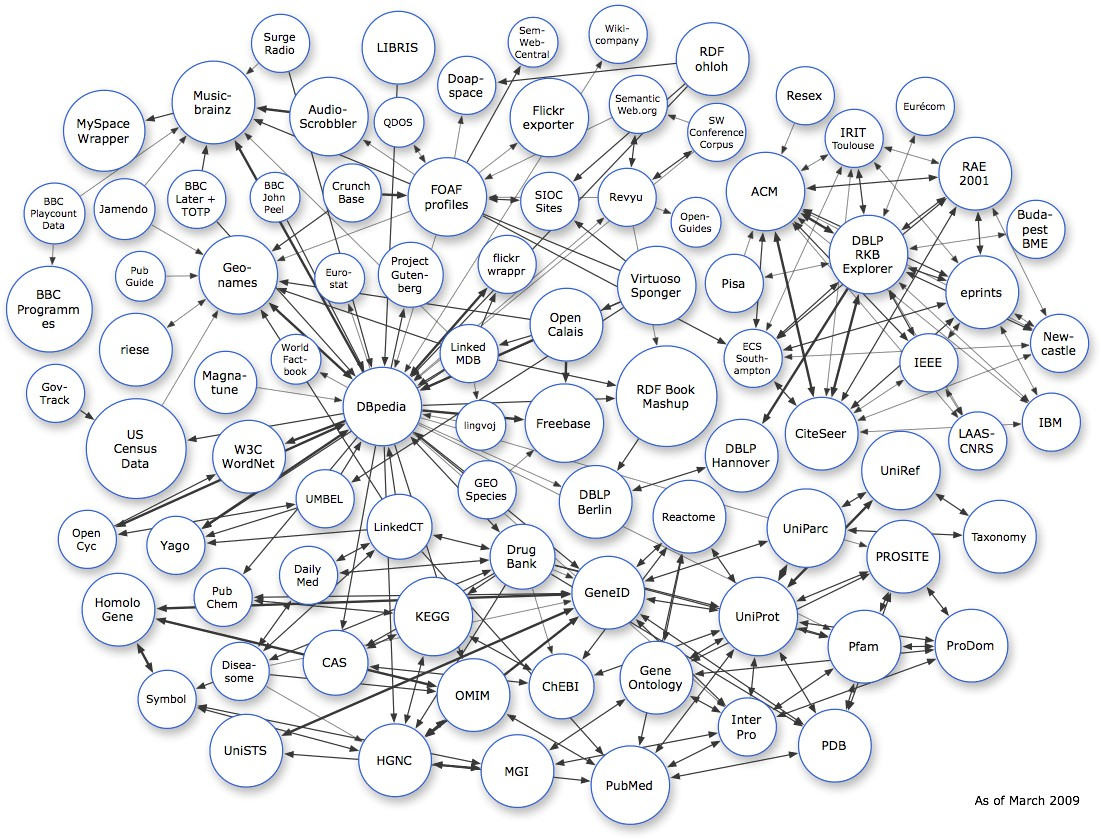 Surge
Radio
LIBRIS
Sem-
Web-
Central
Wiki-
company
RDF
ohloh
Doap-
space
Music-
brainz
Audio-
Scrobbler
QDOS
Flickr
exporter
Semantic
Web.org
SW
Conference
Corpus
Resex
Eurécom
MySpace
Wrapper
IRIT
Toulouse
RAE
2001
BBC
Playcount
Data
Jamendo
BBC
Later +
TOTP
BBC
John
Peel
Crunch
Base
FOAF
profiles
SIOC
Sites
Revyu
Open-
Guides
ACM
DBLP
RKB
Explorer
Buda-
pest
BME
Pub
Guide
Geo-
names
Euro-
stat
Project
Guten-
berg
flickr
wrappr
Virtuoso
Sponger
Pisa
eprints
BBC
Programm
es
riese
World
Fact-
book
Linked
MDB
Open
Calais
ECS
South-
ampton
IEEE
New-
castle
Gov-
Track
Magna-
tune
DBpedia
lingvoj
Freebase
RDF Book
Mashup
CiteSeer
IBM
US
Census
Data
W3C
WordNet
DBLP
Hannover
LAAS-
CNRS
UniRef
UMBEL
GEO
Species
DBLP
Berlin
Reactome
UniParc
Taxonomy
Open
Cyc
Yago
LinkedCT
Drug
Bank
PROSITE
Daily
Med
Pub
Chem
Homolo
Gene
KEGG
GeneID
UniProt
Pfam
ProDom
Disea-
some
CAS
ChEBI
Gene
Ontology
Symbol
OMIM
Inter
Pro
UniSTS
HGNC
MGI
PubMed
PDB
As of March 2009